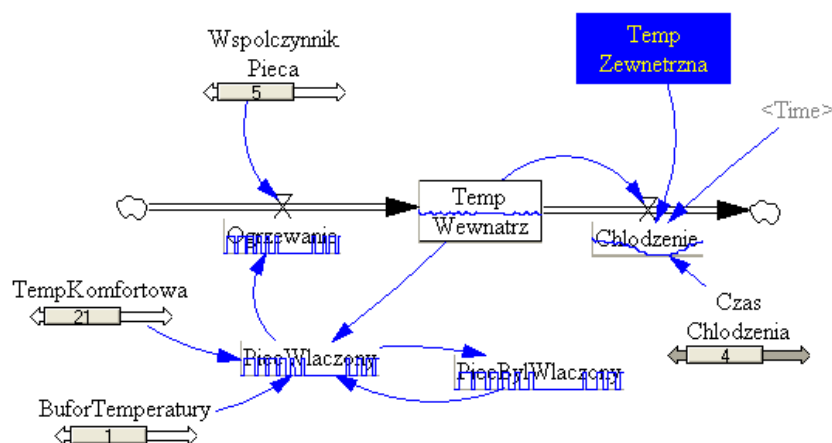 Wspolczynnik
Pieca
5
Temp
Zewnetrzna
<Time>
Temp
Wewnatrz
Ogrzewanie
Chlodzenie
TempKomfortowa
21
Czas
Chlodzenia
4
PiecWlaczony
PiecBylWlaczony
BuforTemperatury
1